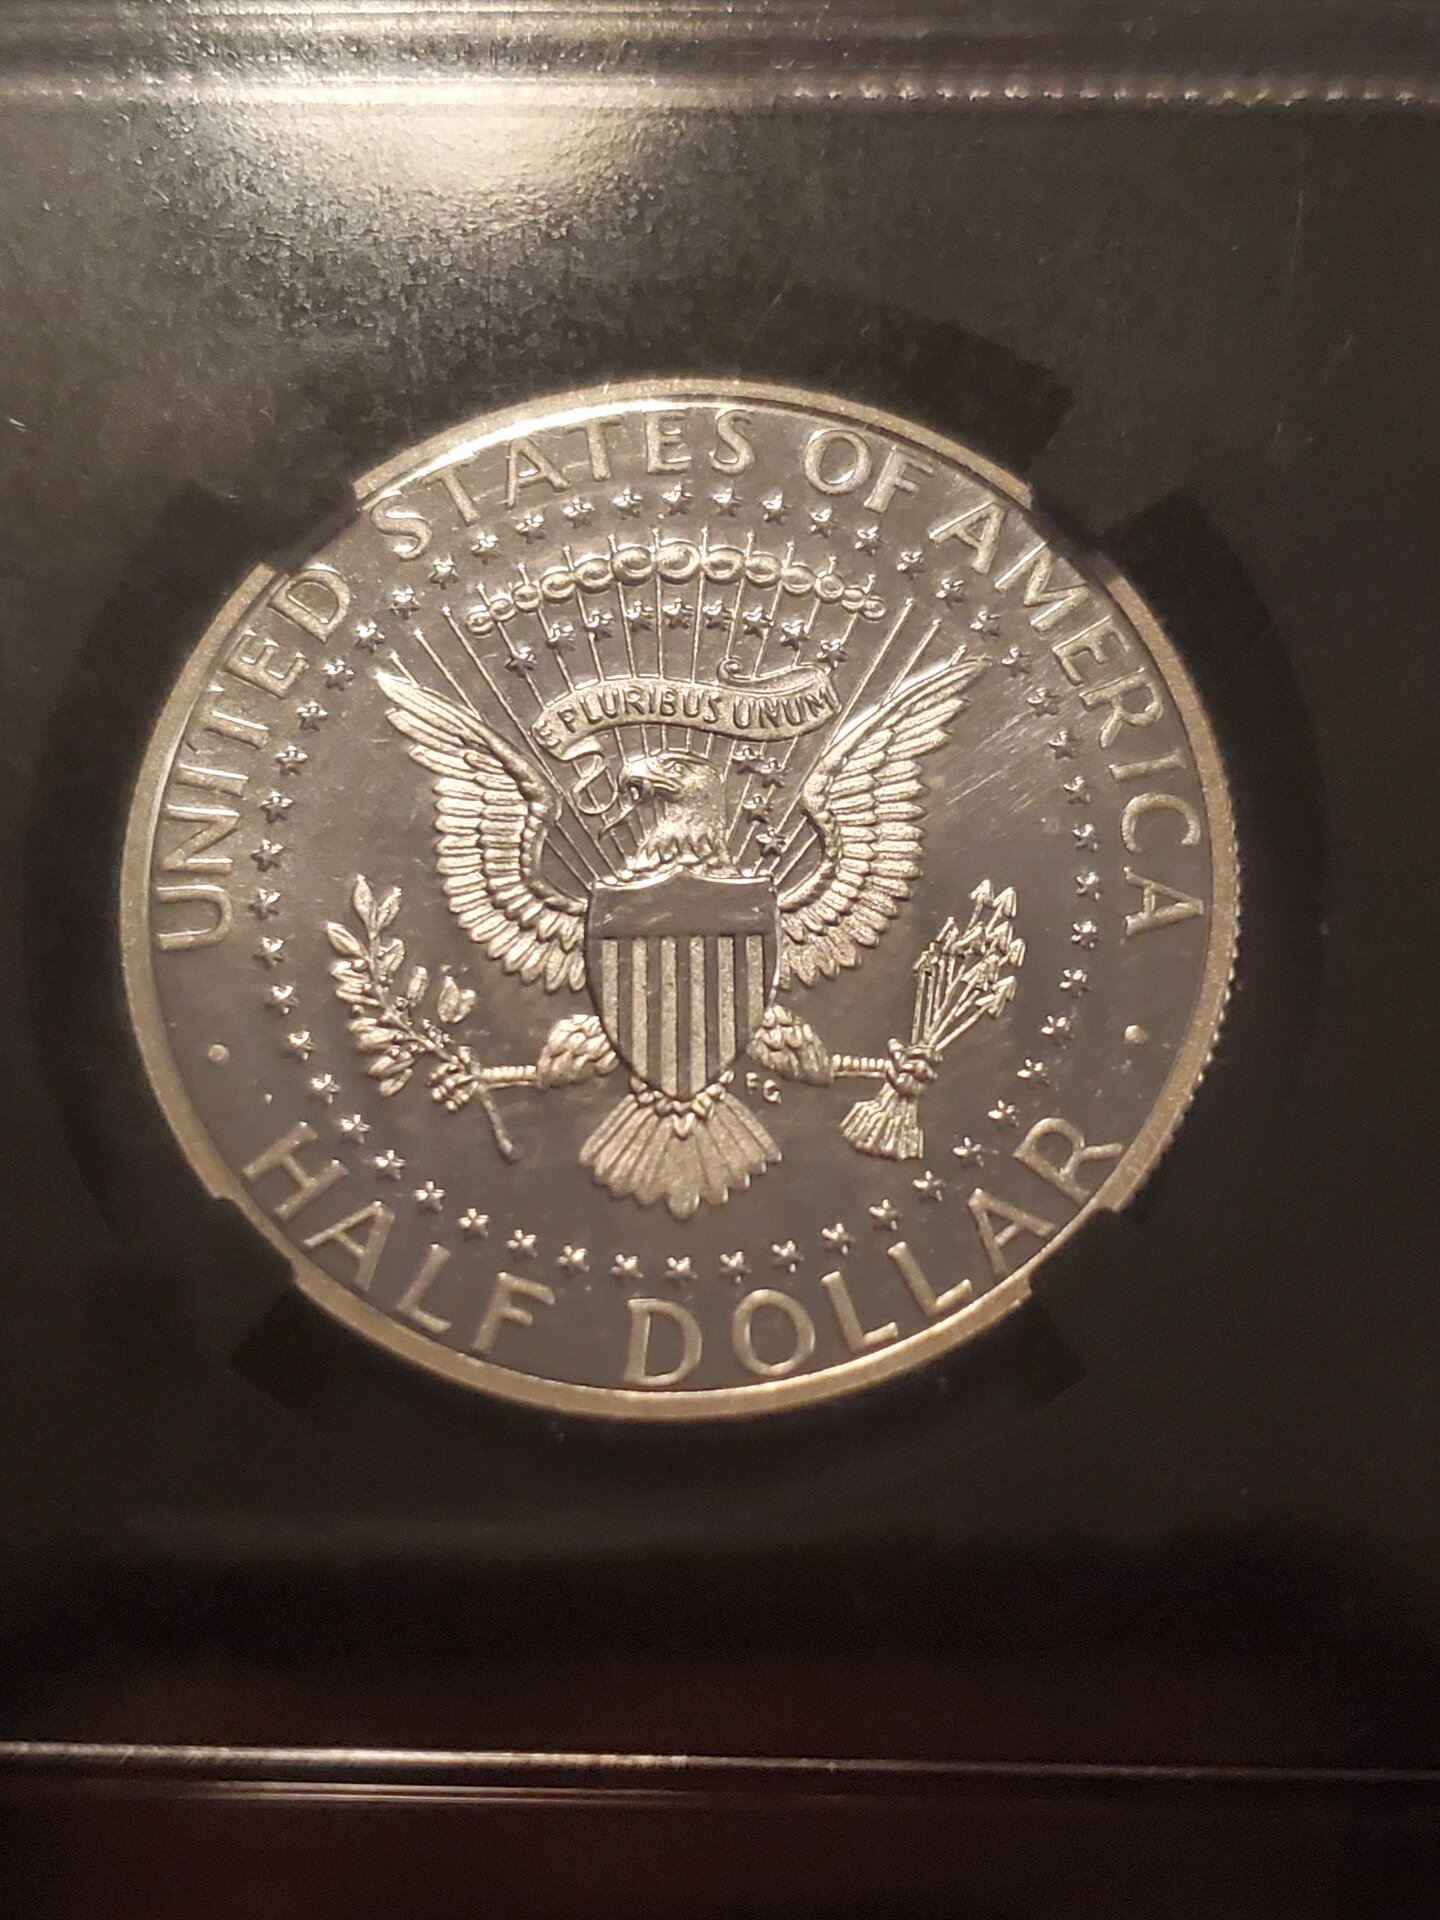 UNITED STATES OF AMERICA
E PLURIBUS UNUM
FG
· HALF DOLLAR ·